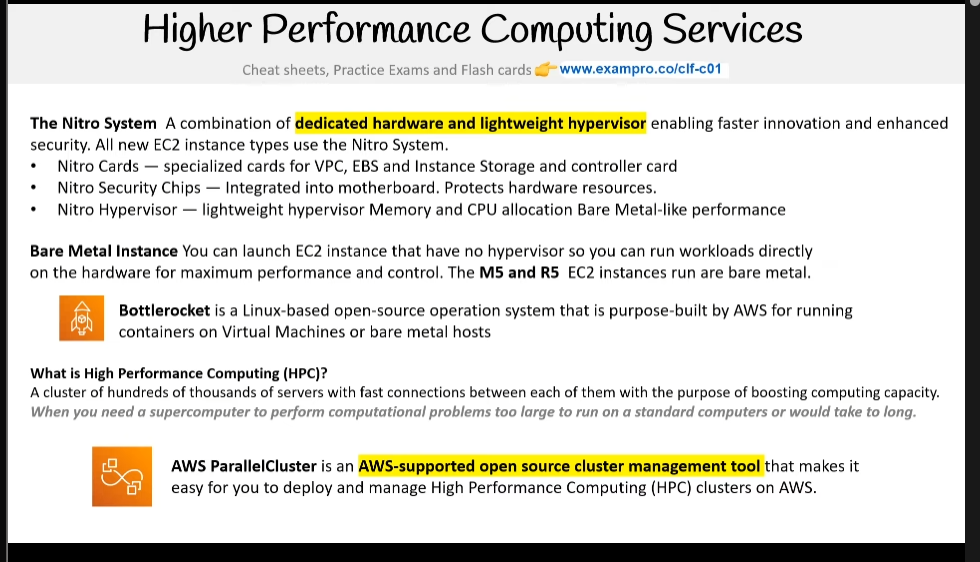 Higher Performance Computing Services
Cheat sheets, Practice Exams and Flash cards 👉 www.exampro.co/clf-c01
The Nitro System A combination of dedicated hardware and lightweight hypervisor enabling faster innovation and enhanced
security. All new EC2 instance types use the Nitro System.
• Nitro Cards — specialized cards for VPC, EBS and Instance Storage and controller card
• Nitro Security Chips — Integrated into motherboard. Protects hardware resources.
• Nitro Hypervisor — lightweight hypervisor Memory and CPU allocation Bare Metal-like performance
Bare Metal Instance You can launch EC2 instance that have no hypervisor so you can run workloads directly
on the hardware for maximum performance and control. The M5 and R5 EC2 instances run are bare metal.
Bottlerocket is a Linux-based open-source operation system that is purpose-built by AWS for running
containers on Virtual Machines or bare metal hosts
What is High Performance Computing (HPC)?
A cluster of hundreds of thousands of servers with fast connections between each of them with the purpose of boosting computing capacity.
When you need a supercomputer to perform computational problems too large to run on a standard computers or would take to long.
AWS ParallelCluster is an AWS-supported open source cluster management tool that makes it
easy for you to deploy and manage High Performance Computing (HPC) clusters on AWS.